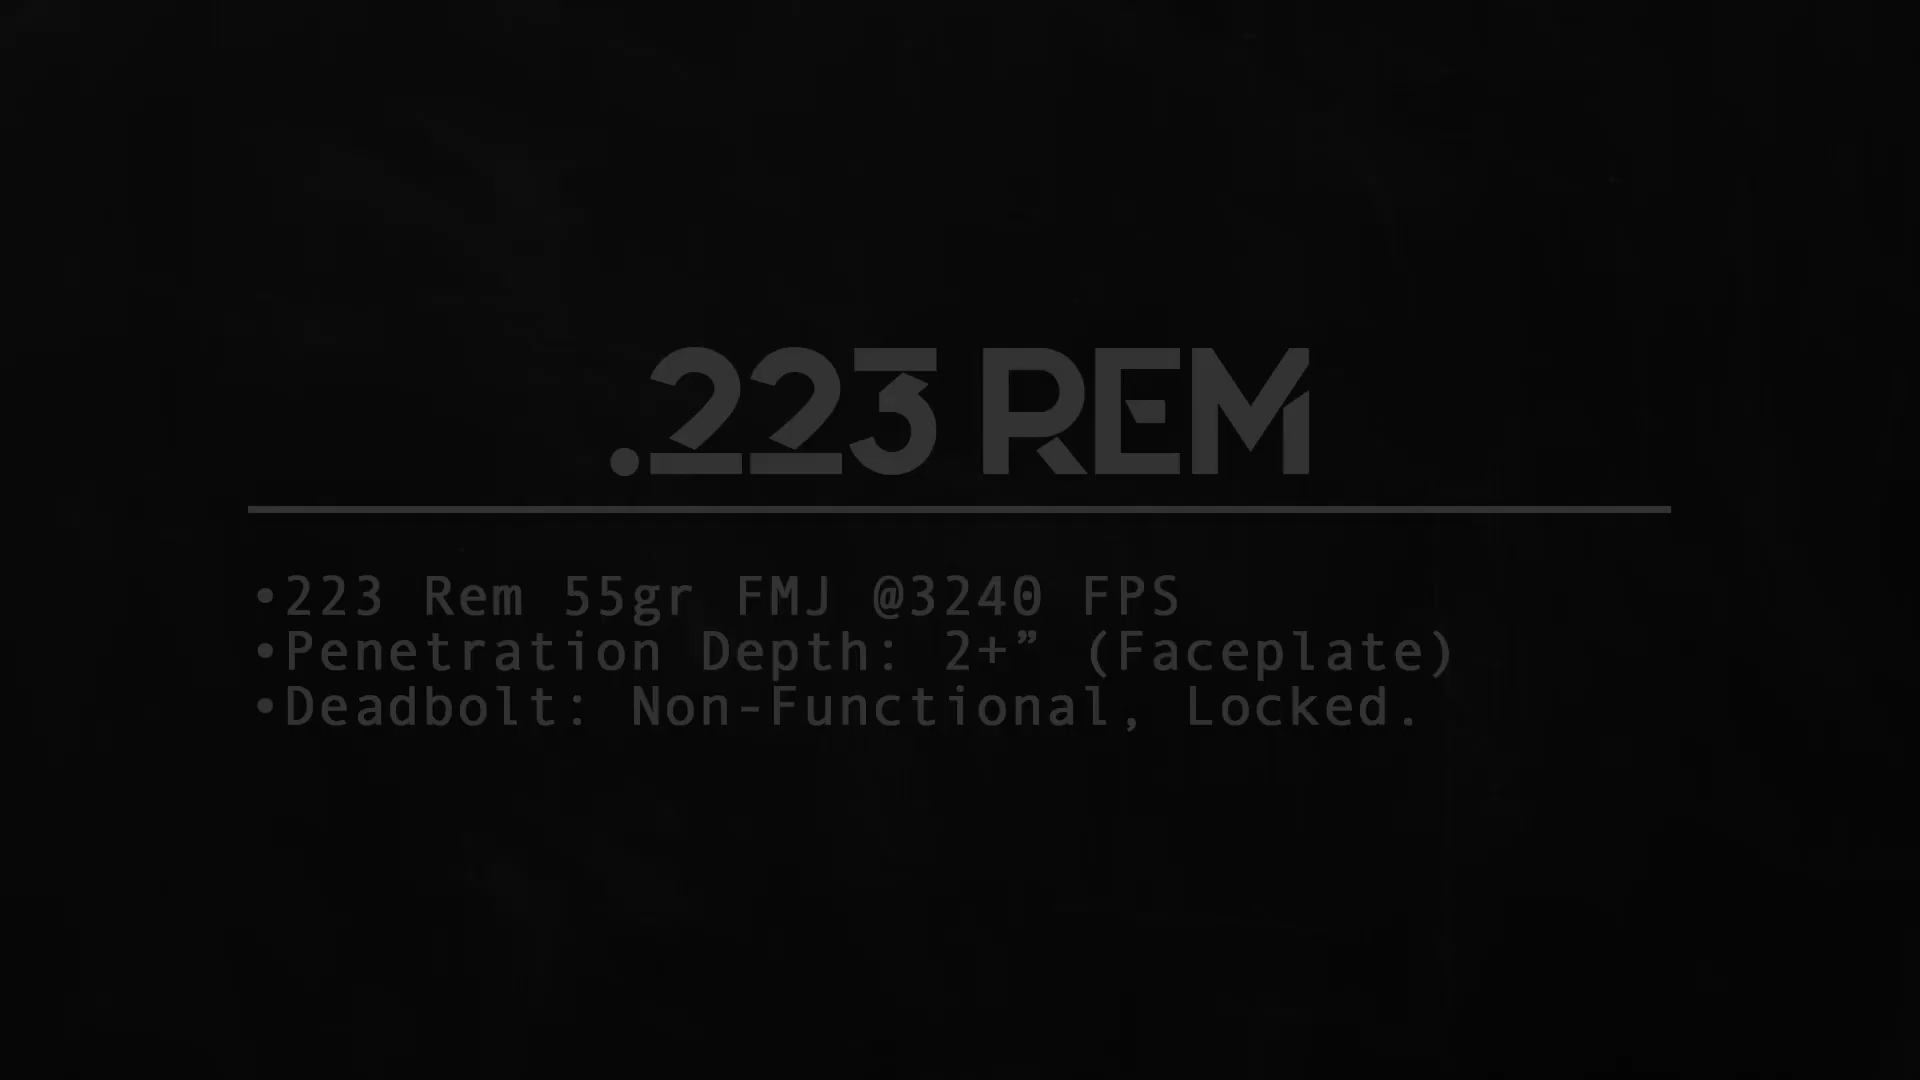 .223 REM
•223 Rem 55gr FMJ @3240 FPS
•Penetration Depth: 2+” (Faceplate)
•Deadbolt: Non-Functional, Locked.